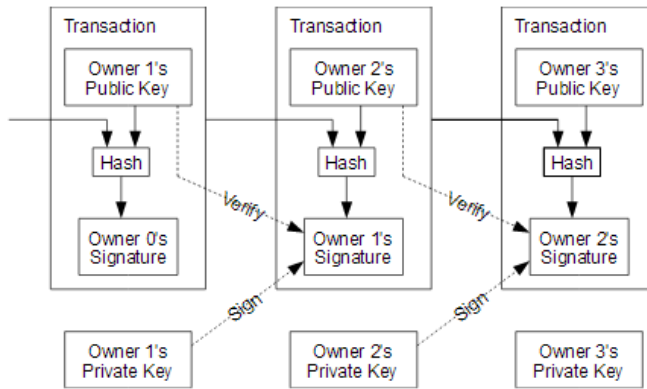 Transaction
Owner 1's
Public Key
Hash
Owner 0's
Signature
Transaction
Owner 2's
Public Key
Hash
Verify
Owner 1's
Signature
Sign
Transaction
Owner 3's
Public Key
Hash
Verify
Owner 2's
Signature
Sign
Owner 1's
Private Key
Owner 2's
Private Key
Owner 3's
Private Key